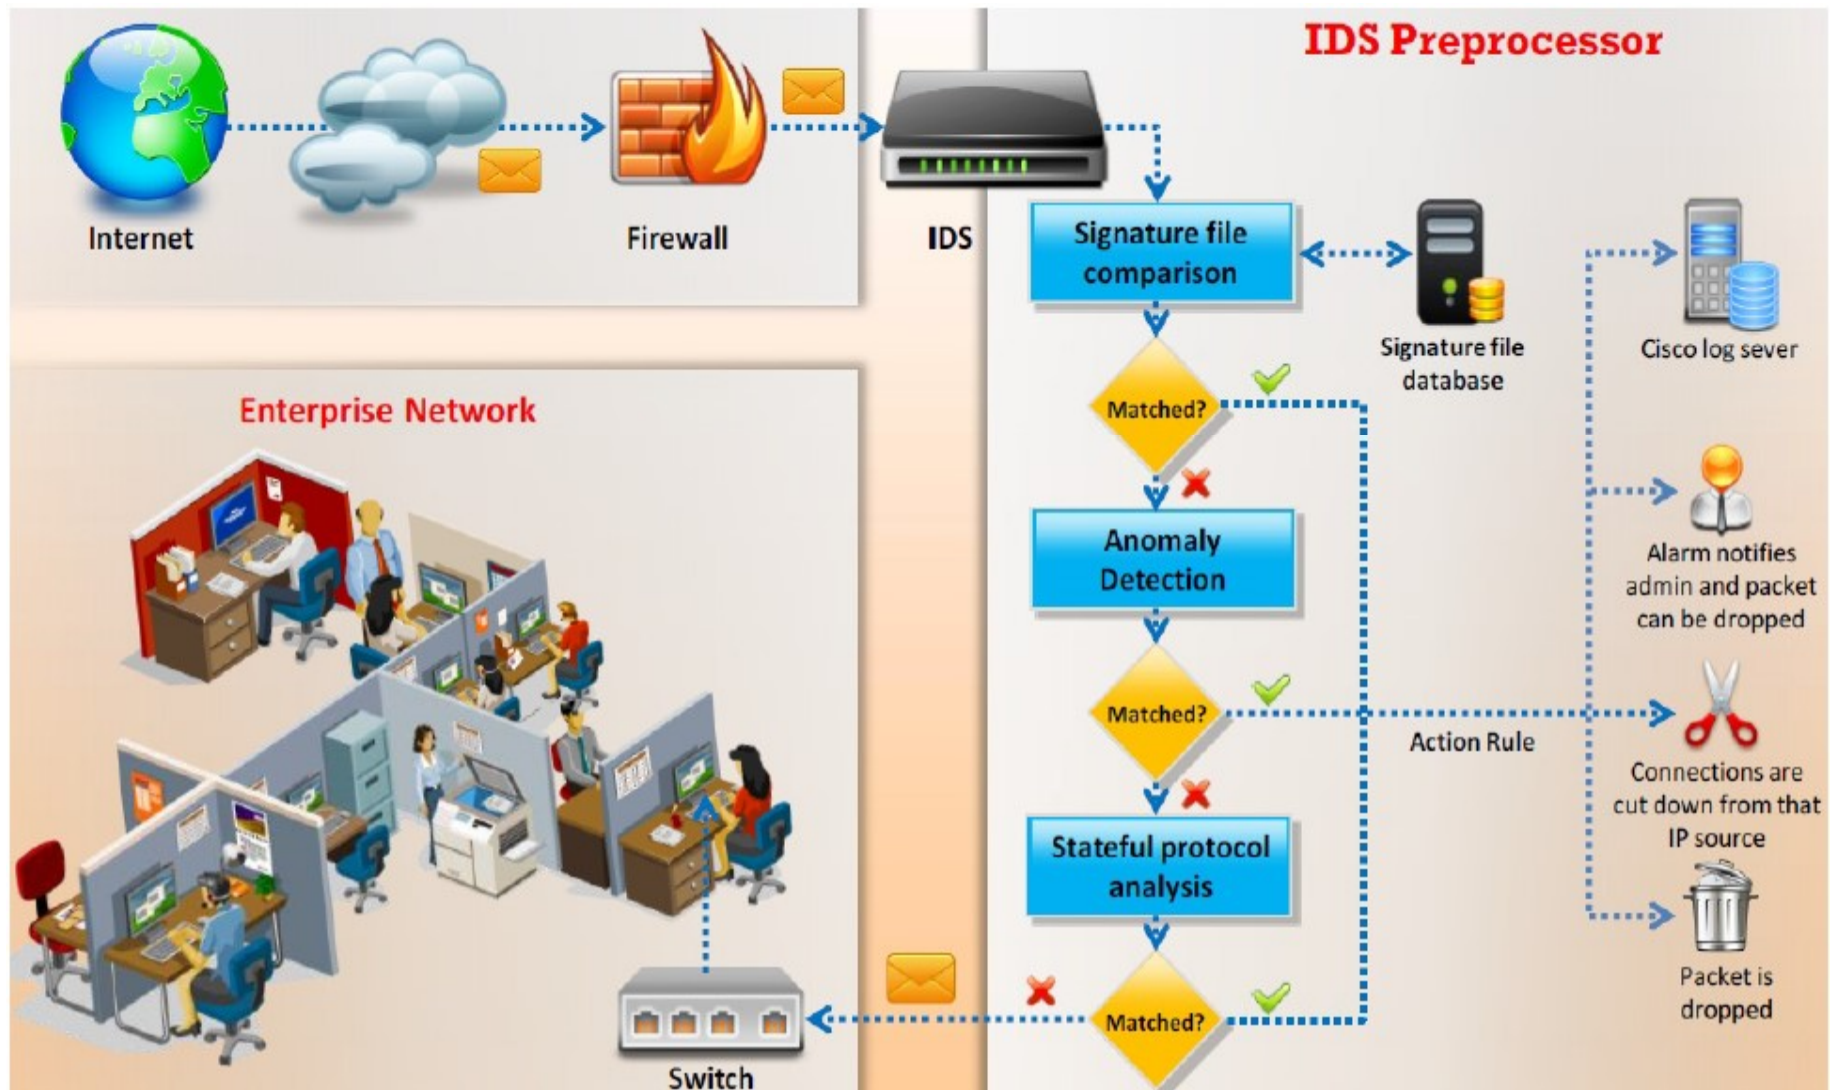 IDS Preprocessor
Internet
Firewall
IDS
Signature file
comparison
Signature file
database
Cisco log sever
Matched?
Enterprise Network
Anomaly
Detection
Alarm notifies
admin and packet
can be dropped
Matched?
Action Rule
Connections are
cut down from that
IP source
Stateful protocol
analysis
Packet is
dropped
Matched?
Switch